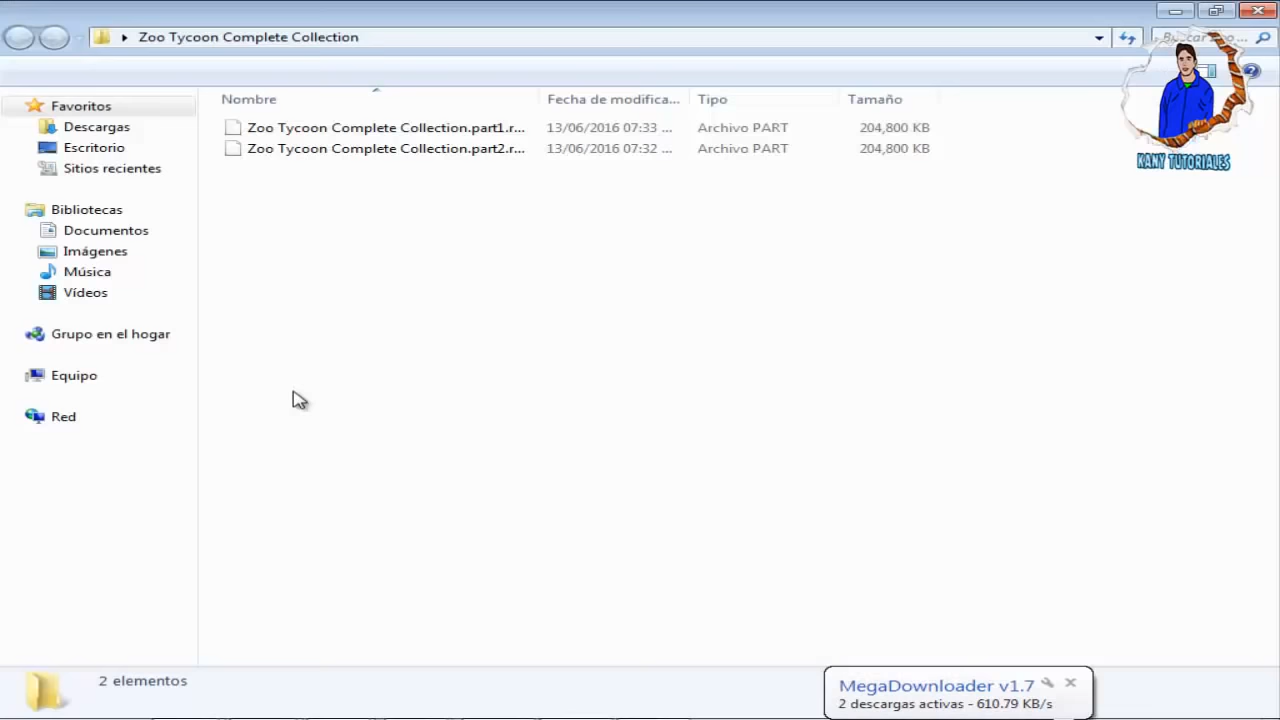 Zoo Tycoon Complete Collection
Buscar Zoo ...
Nombre Fecha de modifica... Tipo Tamaño
Zoo Tycoon Complete Collection.part1.r... 13/06/2016 07:33 ... Archivo PART 204,800 KB
Zoo Tycoon Complete Collection.part2.r... 13/06/2016 07:32 ... Archivo PART 204,800 KB
KANY TUTORIALES
Favoritos
Descargas
Escritorio
Sitios recientes
Bibliotecas
Documentos
Imágenes
Música
Vídeos
Grupo en el hogar
Equipo
Red
2 elementos
MegaDownloader v1.7
2 descargas activas - 610.79 KB/s